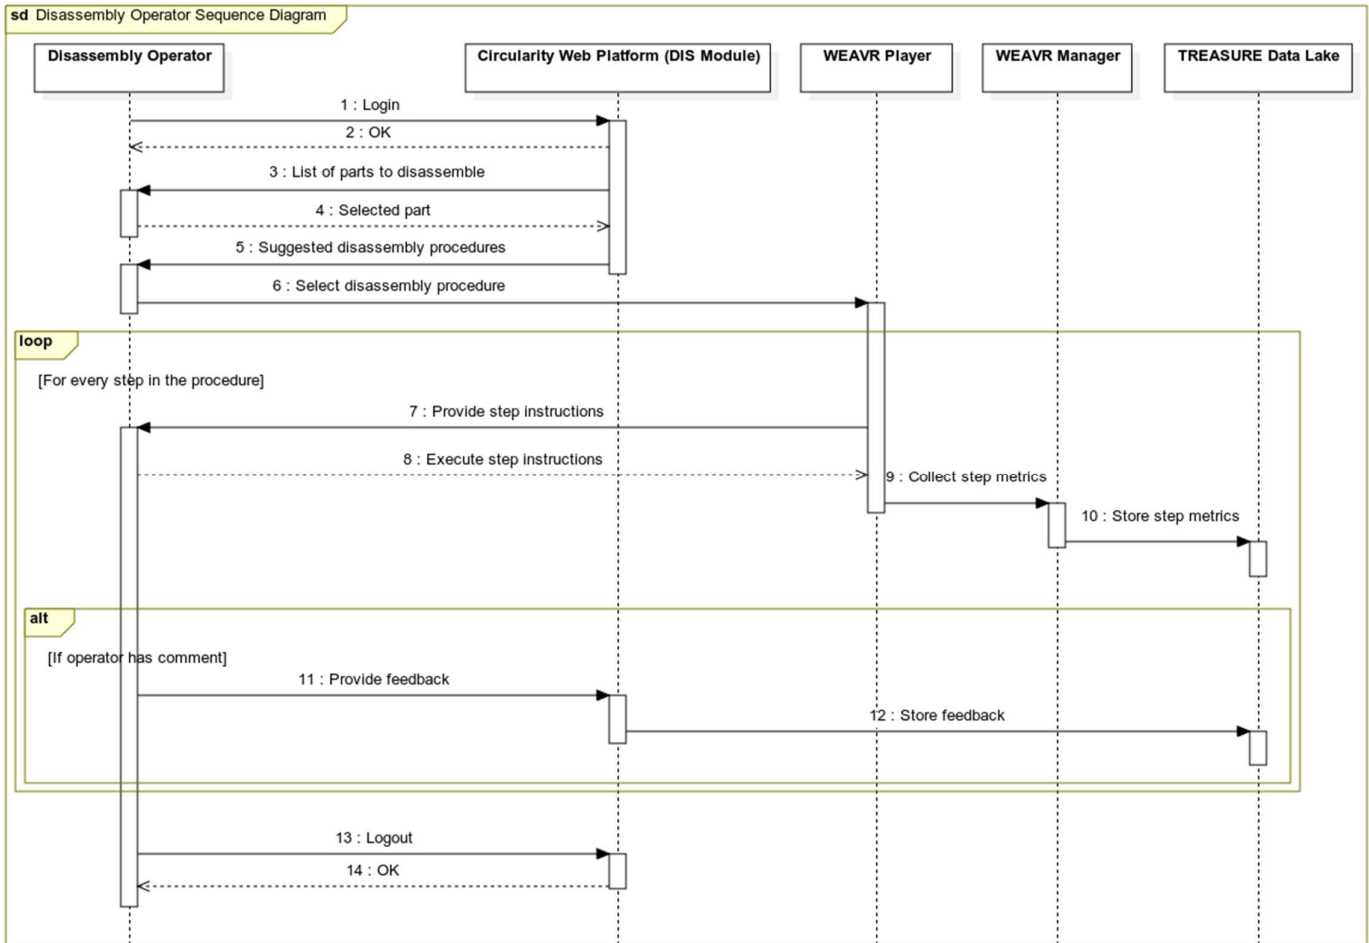 sd Disassembly Operator Sequence Diagram
Disassembly Operator
Circularity Web Platform (DIS Module)
WEAVR Player
WEAVR Manager
TREASURE Data Lake
1 : Login
2 : OK
3 : List of parts to disassemble
4 : Selected part
5 : Suggested disassembly procedures
6 : Select disassembly procedure
loop
[For every step in the procedure]
7 : Provide step instructions
8 : Execute step instructions
9 : Collect step metrics
10 : Store step metrics
alt
[If operator has comment]
11 : Provide feedback
12 : Store feedback
13 : Logout
14 : OK